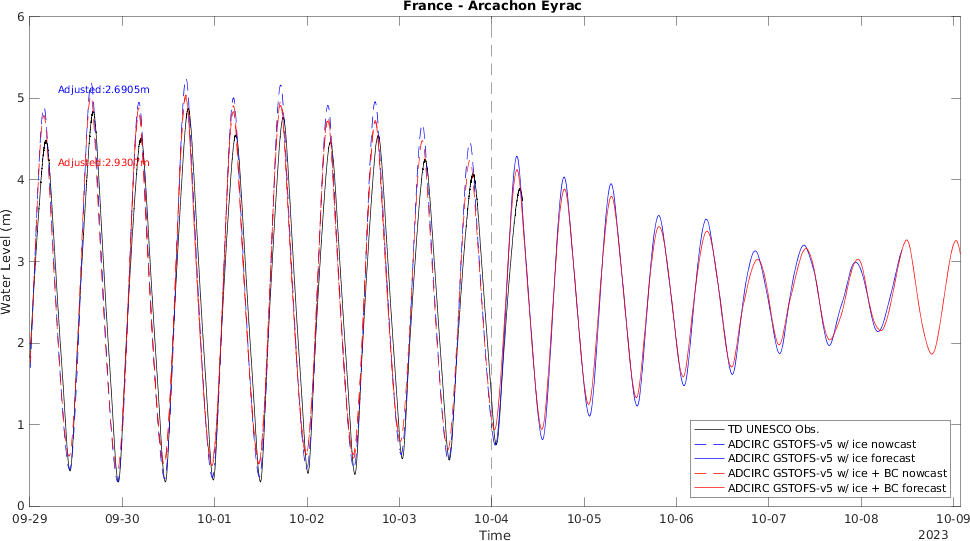 France - Arcachon Eyrac
6
5
4
3
2
1
0
Water Level (m)
Adjusted:2.6905m
Adjusted:2.9307m
TD UNESCO Obs.
ADCIRC GSTOFS-v5 w/ ice nowcast
ADCIRC GSTOFS-v5 w/ ice forecast
ADCIRC GSTOFS-v5 w/ ice + BC nowcast
ADCIRC GSTOFS-v5 w/ ice + BC forecast
09-29 09-30 10-01 10-02 10-03 10-04 10-05 10-06 10-07 10-08 10-09
Time
2023